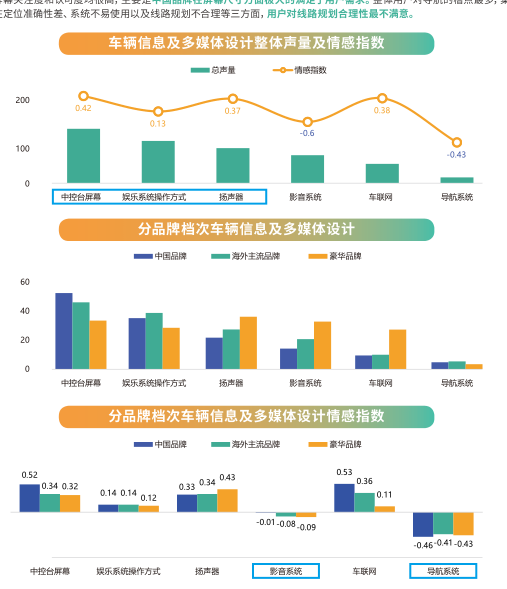 中国品牌在屏幕尺寸方面极大的满足了用户需求。整体用户对导航的槽点最多,
在定位准确性差、系统不易使用以及线路规划不合理等三方面,用户对线路规划合理性最不满意。
车辆信息及多媒体设计整体声量及情感指数
总声量 情感指数
200
100
0
0.42 0.13 0.37 -0.6 0.38 -0.43
中控台屏幕 娱乐系统操作方式 扬声器 影音系统 车联网 导航系统
分品牌档次车辆信息及多媒体设计
中国品牌 海外主流品牌 豪华品牌
60
40
20
0
中控台屏幕 娱乐系统操作方式 扬声器 影音系统 车联网 导航系统
分品牌档次车辆信息及多媒体设计情感指数
中国品牌 海外主流品牌 豪华品牌
0.52 0.34 0.32 0.14 0.14 0.12 0.33 0.34 0.43 -0.01 -0.08 -0.09 0.53 0.36 0.11 -0.46 -0.41 -0.43
中控台屏幕 娱乐系统操作方式 扬声器 影音系统 车联网 导航系统